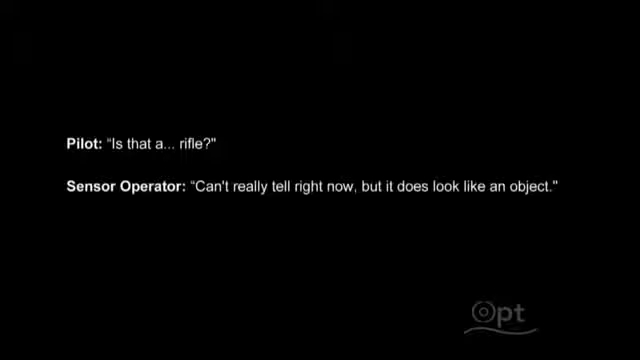 Pilot: “Is that a... rifle?"
Sensor Operator: “Can't really tell right now, but it does look like an object."
Opt